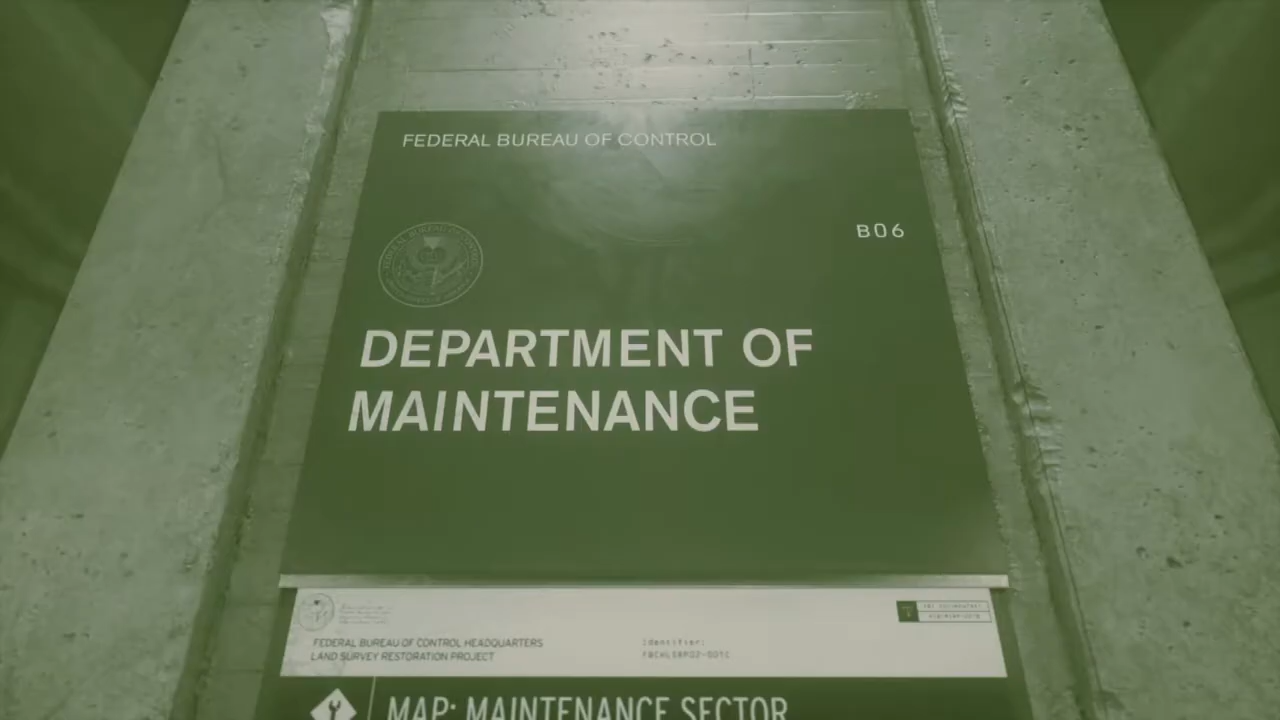 FEDERAL BUREAU OF CONTROL
B06
DEPARTMENT OF
MAINTENANCE
FEDERAL BUREAU OF CONTROL HEADQUARTERS
LAND SURVEY RESTORATION PROJECT
Identifier:
MAP: MAINTENANCE SECTOR